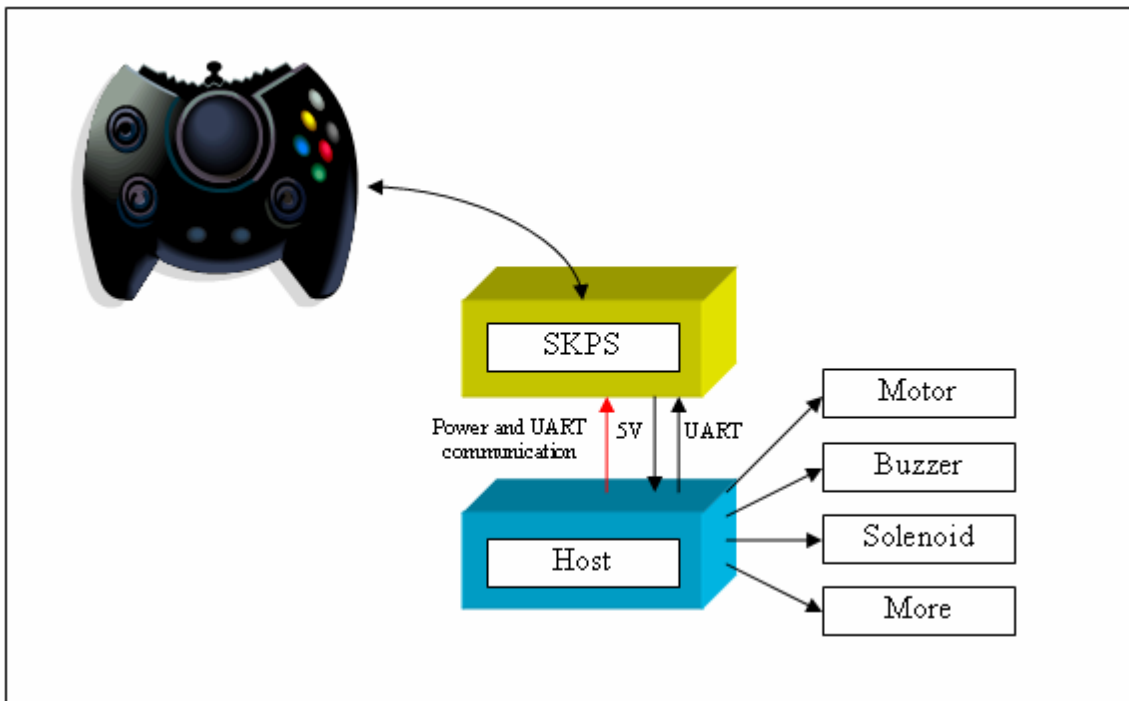 SKPS
Power and UART
communication
5V
UART
Motor
Buzzer
Solenoid
More
Host